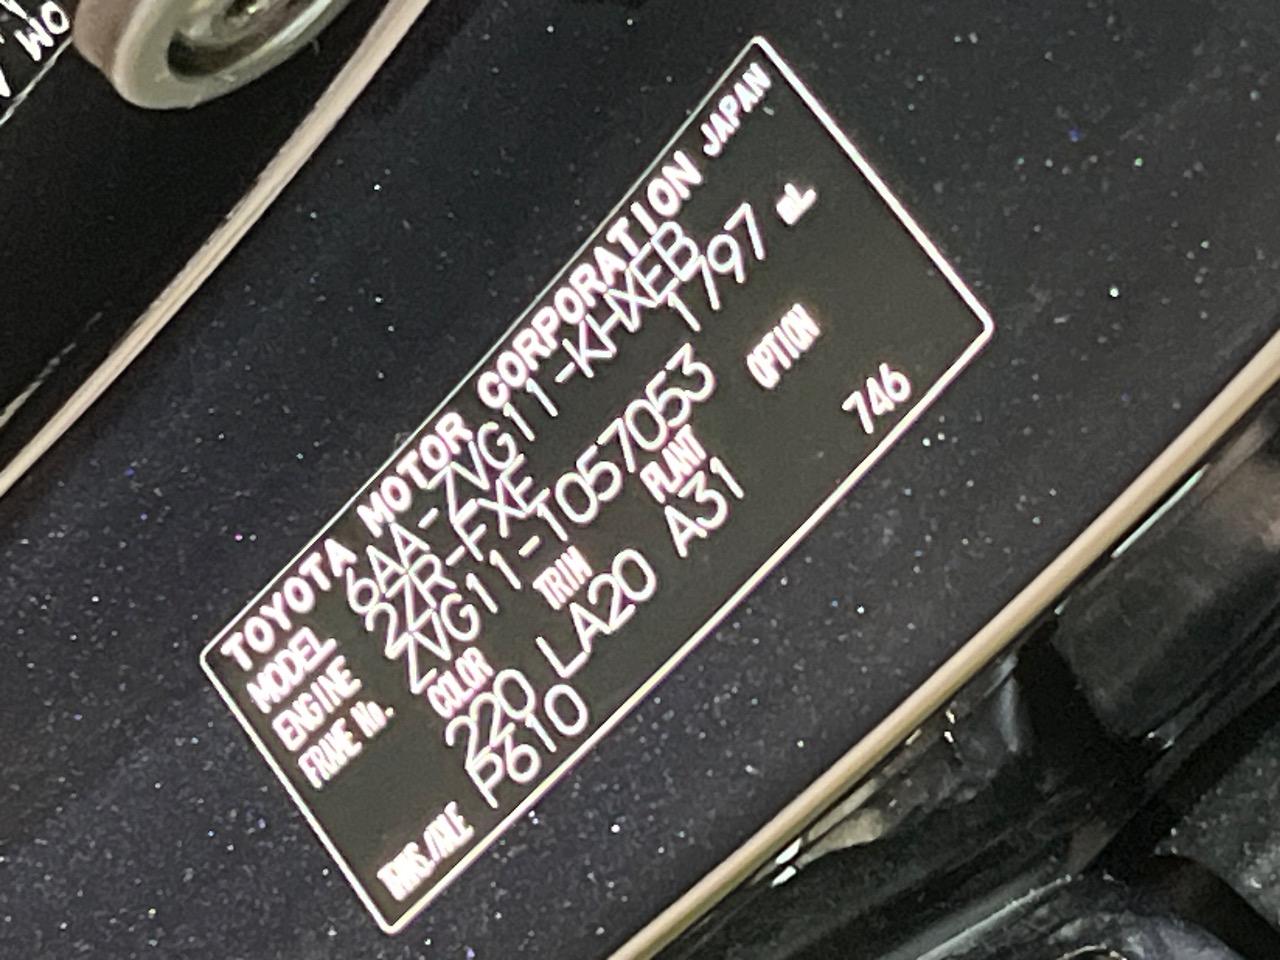 TOYOTA MOTOR CORPORATION JAPAN
MODEL 6AA-ZVG11-KHXEB
ENGINE 2ZR-FXE 1797 mL
FRAME No. ZVG11-1057053
COLOR TRIM PLANT OPTION
220 LA20 A31
TRNS./AXLE P610 746